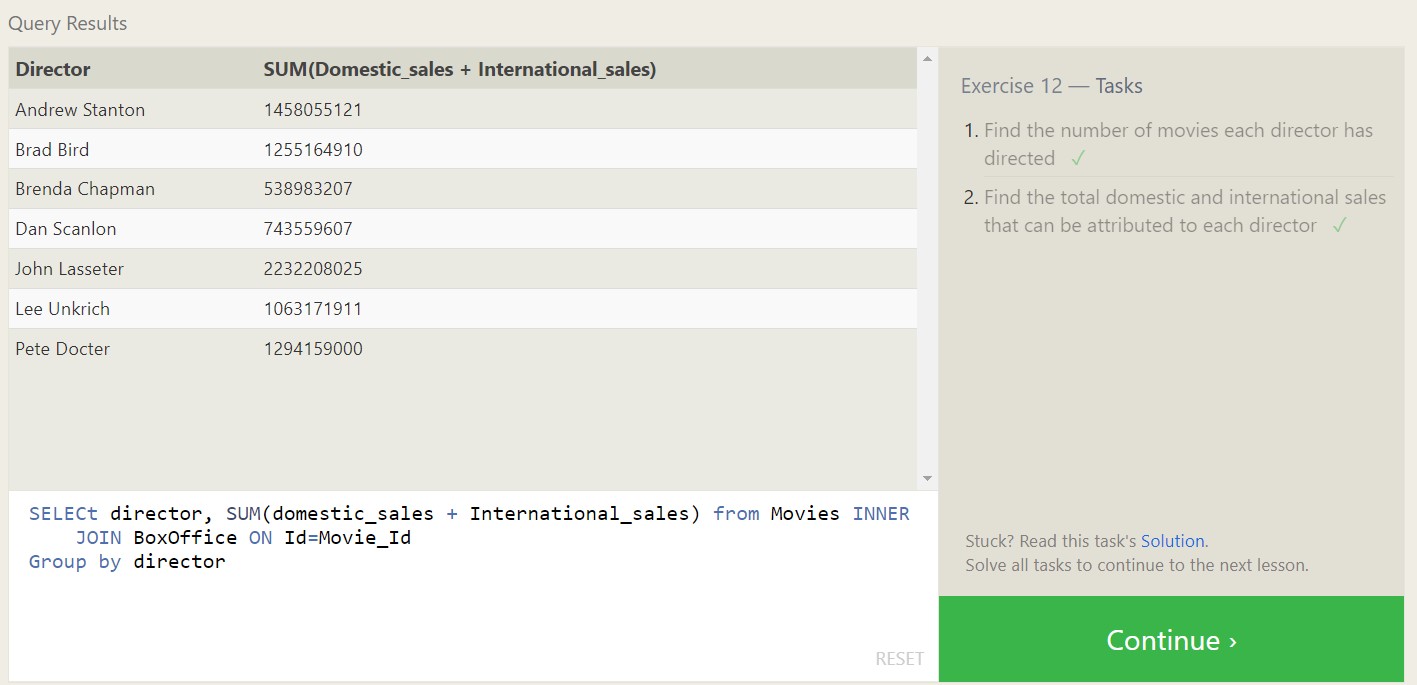 Query Results
Director SUM(Domestic_sales + International_sales)
Andrew Stanton 1458055121
Brad Bird 1255164910
Brenda Chapman 538983207
Dan Scanlon 743559607
John Lasseter 2232208025
Lee Unkrich 1063171911
Pete Docter 1294159000
SELECt director, SUM(domestic_sales + International_sales) from Movies INNER
JOIN BoxOffice ON Id=Movie_Id
Group by director
RESET
Exercise 12 — Tasks
1. Find the number of movies each director has
directed ✓
2. Find the total domestic and international sales
that can be attributed to each director ✓
Stuck? Read this task's Solution.
Solve all tasks to continue to the next lesson.
Continue ›